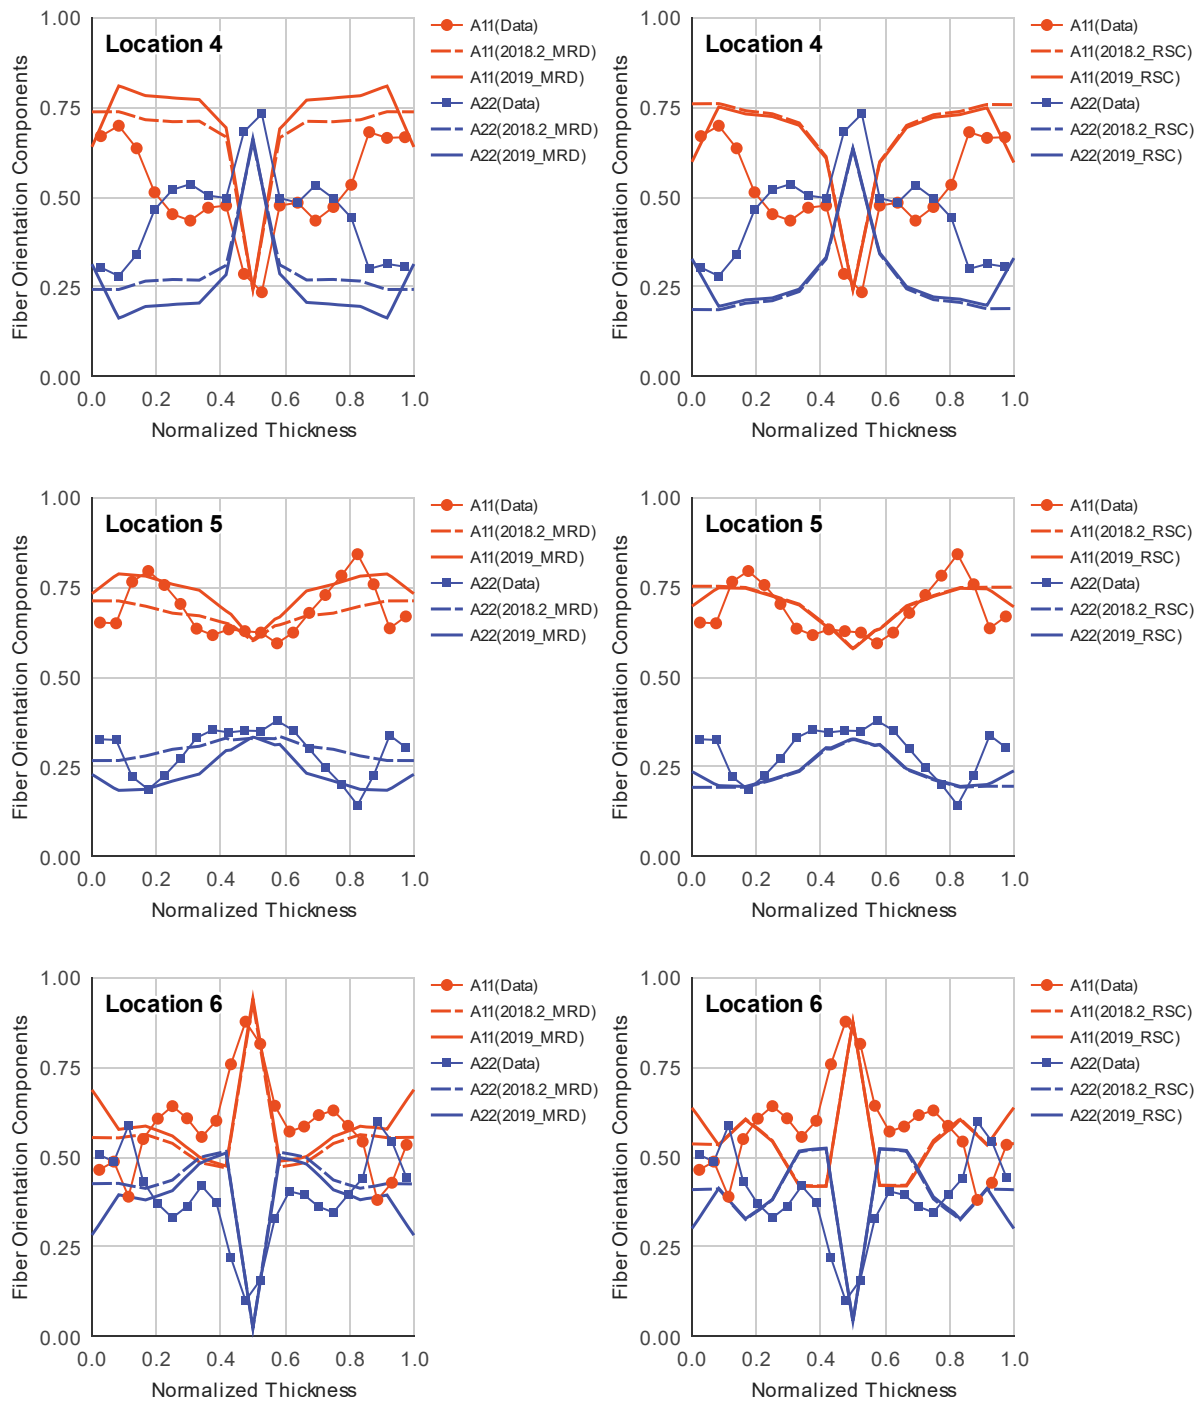 1.00
0.75
0.50
0.25
0.00
Fiber Orientation Components
Location 4
0.0 0.2 0.4 0.6 0.8 1.0
Normalized Thickness
A11(Data)
A11(2018.2_MRD)
A11(2019_MRD)
A22(Data)
A22(2018.2_MRD)
A22(2019_MRD)
1.00
0.75
0.50
0.25
0.00
Fiber Orientation Components
Location 4
0.0 0.2 0.4 0.6 0.8 1.0
Normalized Thickness
A11(Data)
A11(2018.2_RSC)
A11(2019_RSC)
A22(Data)
A22(2018.2_RSC)
A22(2019_RSC)
1.00
0.75
0.50
0.25
0.00
Fiber Orientation Components
Location 5
0.0 0.2 0.4 0.6 0.8 1.0
Normalized Thickness
A11(Data)
A11(2018.2_MRD)
A11(2019_MRD)
A22(Data)
A22(2018.2_MRD)
A22(2019_MRD)
1.00
0.75
0.50
0.25
0.00
Fiber Orientation Components
Location 5
0.0 0.2 0.4 0.6 0.8 1.0
Normalized Thickness
A11(Data)
A11(2018.2_RSC)
A11(2019_RSC)
A22(Data)
A22(2018.2_RSC)
A22(2019_RSC)
1.00
0.75
0.50
0.25
0.00
Fiber Orientation Components
Location 6
0.0 0.2 0.4 0.6 0.8 1.0
Normalized Thickness
A11(Data)
A11(2018.2_MRD)
A11(2019_MRD)
A22(Data)
A22(2018.2_MRD)
A22(2019_MRD)
1.00
0.75
0.50
0.25
0.00
Fiber Orientation Components
Location 6
0.0 0.2 0.4 0.6 0.8 1.0
Normalized Thickness
A11(Data)
A11(2018.2_RSC)
A11(2019_RSC)
A22(Data)
A22(2018.2_RSC)
A22(2019_RSC)